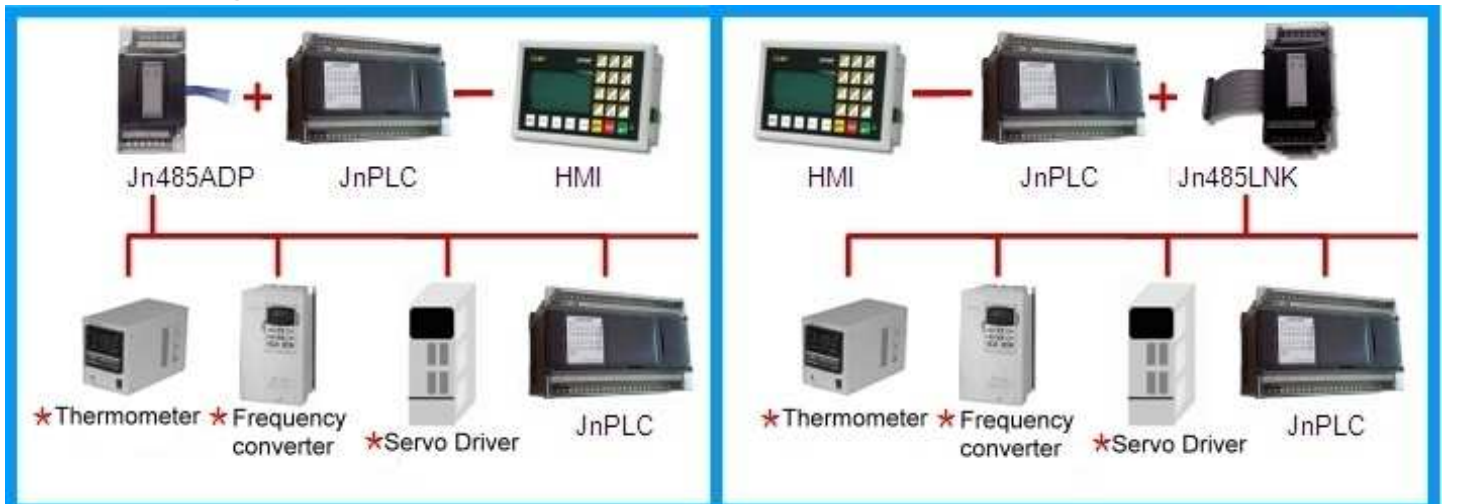 Jn485ADP
JnPLC
HMI
★Thermometer
★Frequency
converter
★Servo Driver
JnPLC
HMI
JnPLC
Jn485LNK
★Thermometer
★Frequency
converter
★Servo Driver
JnPLC